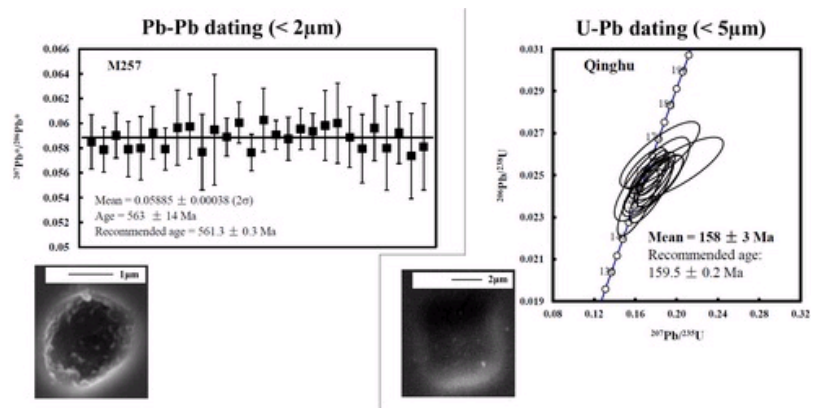 Pb-Pb dating (< 2μm)
0.066
0.064
0.062
0.06
0.058
0.056
0.054
0.052
0.05
²⁰⁷Pb*/²⁰⁶Pb*
M257
Mean = 0.05885 ± 0.00038 (2σ)
Age = 563 ± 14 Ma
Recommended age = 561.3 ± 0.3 Ma
1μm
2μm
U-Pb dating (< 5μm)
0.031
0.029
0.027
0.025
0.023
0.021
0.019
²⁰⁶Pb/²³⁸U
Qinghu
Mean = 158 ± 3 Ma
Recommended age:
159.5 ± 0.2 Ma
0.08
0.12
0.16
0.20
0.24
0.28
0.32
²⁰⁷Pb/²³⁵U